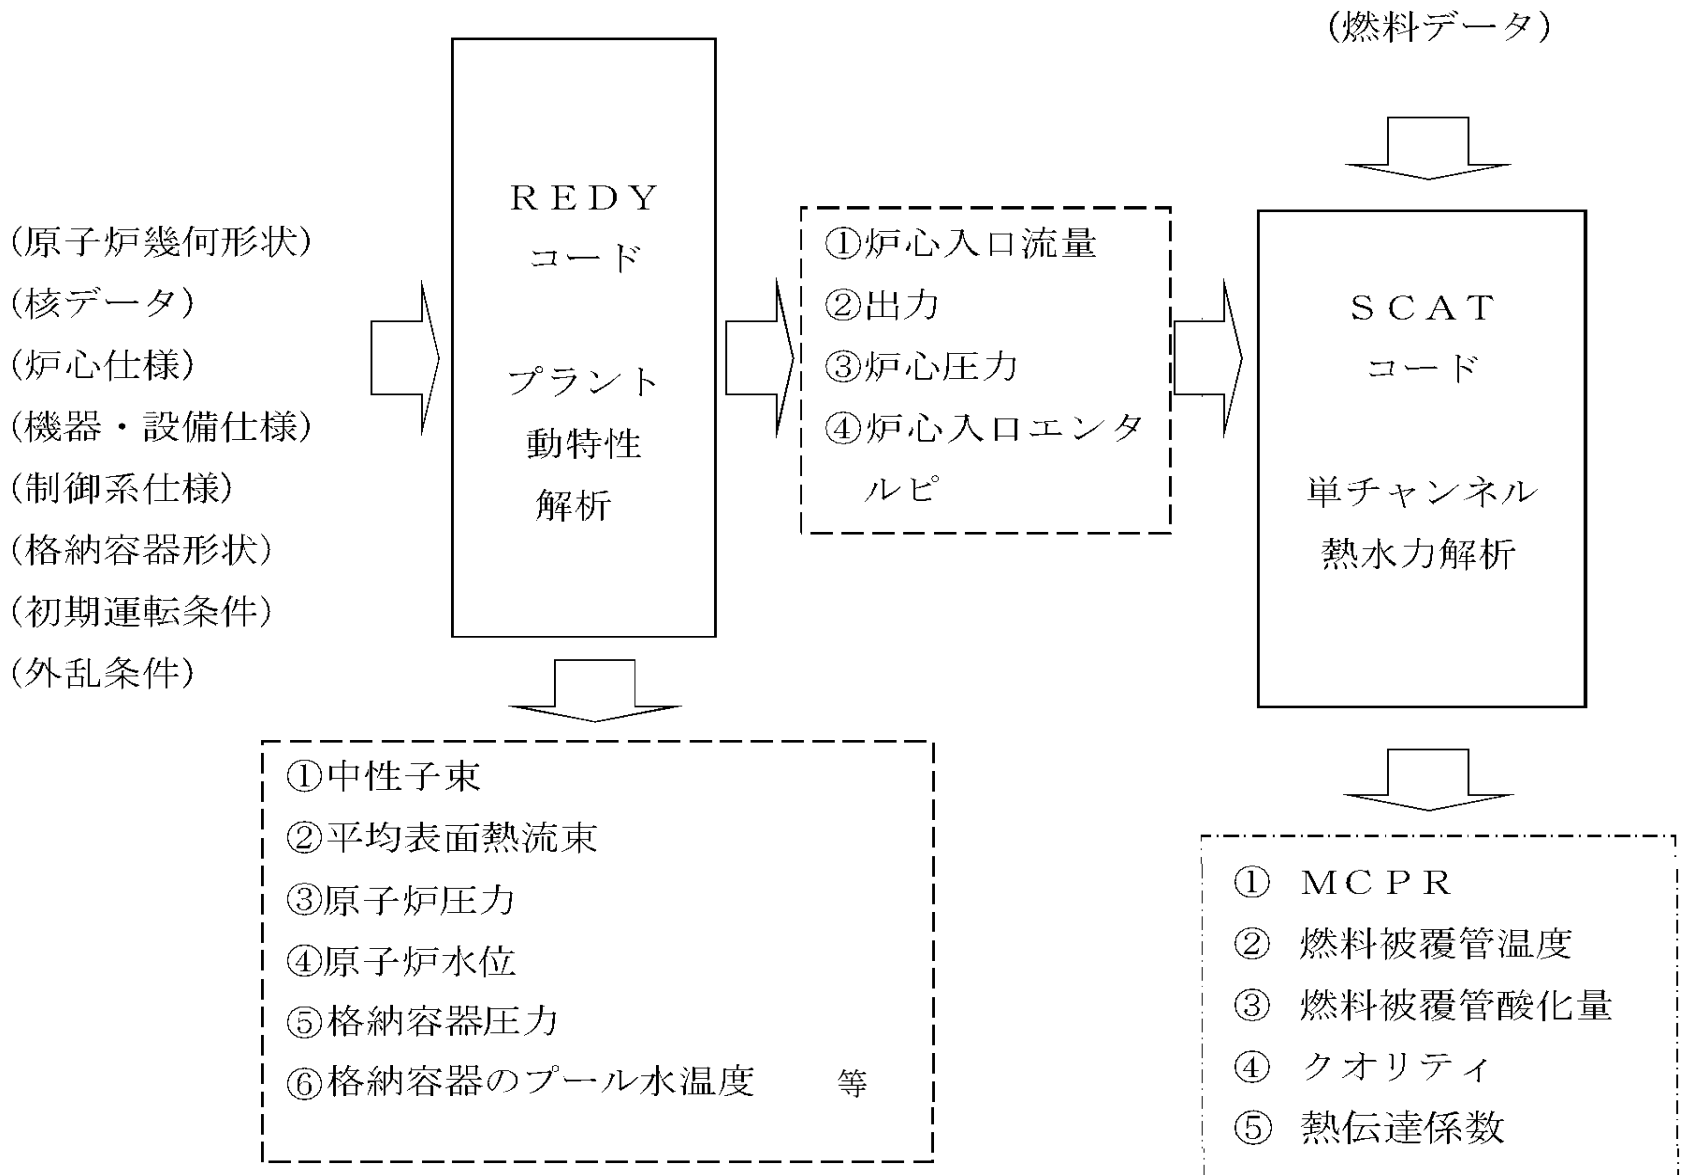 (燃料データ)
(原子炉幾何形状)
(核データ)
(炉心仕様)
(機器・設備仕様)
(制御系仕様)
(格納容器形状)
(初期運転条件)
(外乱条件)
ＲＥＤＹ
コード
プラント
動特性
解析
①炉心入口流量
②出力
③炉心圧力
④炉心入口エンタ
ルピ
ＳＣＡＴ
コード
単チャンネル
熱水力解析
①中性子束
②平均表面熱流束
③原子炉圧力
④原子炉水位
⑤格納容器圧力
⑥格納容器のプール水温度　等
① ＭＣＰＲ
② 燃料被覆管温度
③ 燃料被覆管酸化量
④ クオリティ
⑤ 熱伝達係数